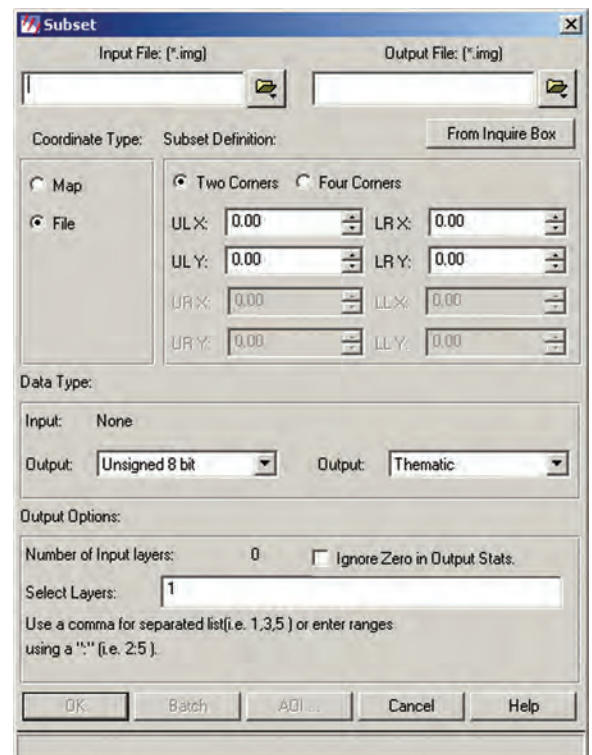 Subset
Input File: (*.img) Output File: (*.img)
Coordinate Type: Subset Definition: From Inquire Box
Map Two Corners Four Corners
File UL X: 0.00 LR X: 0.00
UL Y: 0.00 LR Y: 0.00
UR X: 0.00 LL X: 0.00
UR Y: 0.00 LL Y: 0.00
Data Type:
Input: None
Output: Unsigned 8 bit Output: Thematic
Output Options:
Number of Input layers: 0 Ignore Zero in Output Stats.
Select Layers: 1
Use a comma for separated list(i.e. 1,3,5 ) or enter ranges
using a ":" (i.e. 2:5 ).
OK Batch AOI ... Cancel Help